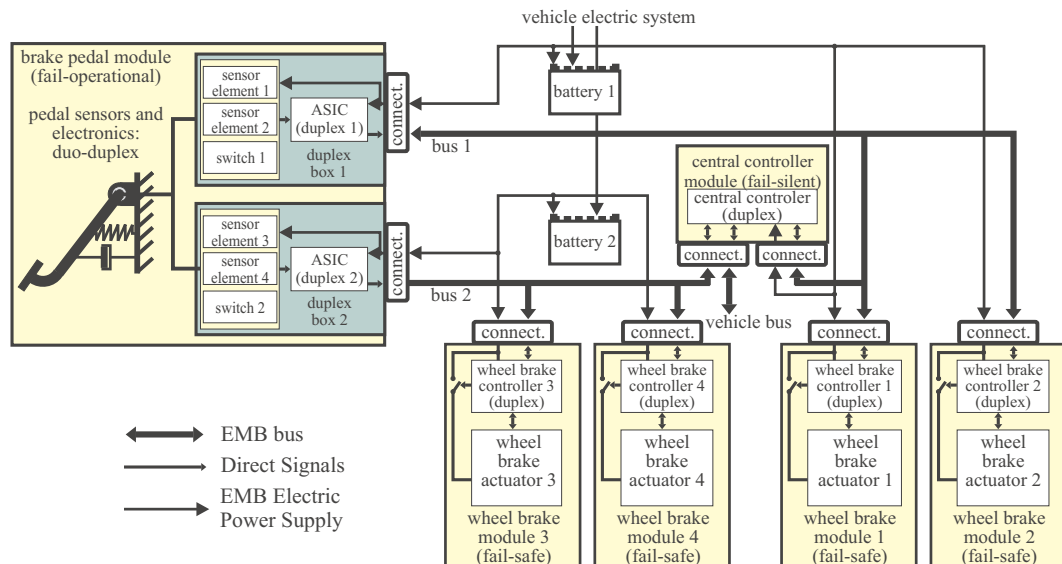 vehicle electric system
brake pedal module
(fail-operational)
pedal sensors and
electronics:
duo-duplex
sensor
element 1
sensor
element 2
switch 1
ASIC
(duplex 1)
duplex
box 1
connect.
battery 1
bus 1
sensor
element 3
sensor
element 4
switch 2
ASIC
(duplex 2)
duplex
box 2
connect.
battery 2
bus 2
central controller
module (fail-silent)
central controler
(duplex)
connect.
connect.
vehicle bus
connect.
connect.
connect.
connect.
wheel brake
controller 3
(duplex)
wheel
brake
actuator 3
wheel brake
module 3
(fail-safe)
wheel brake
controller 4
(duplex)
wheel
brake
actuator 4
wheel brake
module 4
(fail-safe)
wheel brake
controller 1
(duplex)
wheel
brake
actuator 1
wheel brake
module 1
(fail-safe)
wheel brake
controller 2
(duplex)
wheel
brake
actuator 2
wheel brake
module 2
(fail-safe)
EMB bus
Direct Signals
EMB Electric
Power Supply